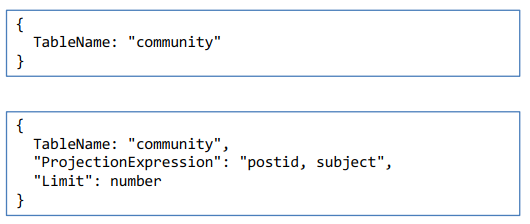 {
  TableName: "community"
}
{
  TableName: "community",
  "ProjectionExpression": "postid, subject",
  "Limit": number
}